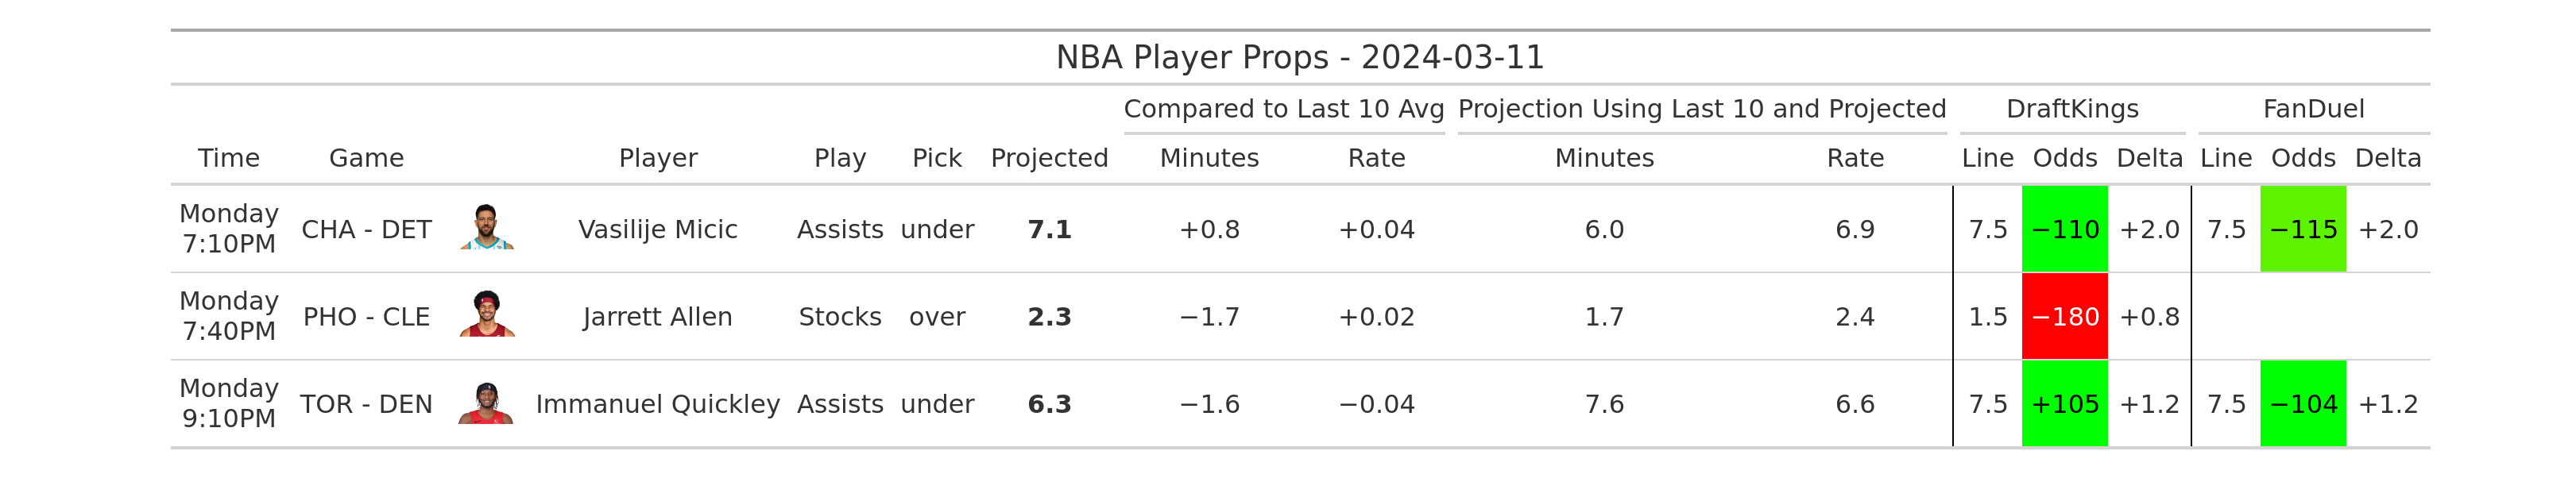 NBA Player Props - 2024-03-11
Compared to Last 10 Avg Projection Using Last 10 and Projected DraftKings FanDuel
Time Game Player Play Pick Projected Minutes Rate Minutes Rate Line Odds Delta Line Odds Delta
Monday
7:10PM CHA - DET Vasilije Micic Assists under 7.1 +0.8 +0.04 6.0 6.9 7.5 −110 +2.0 7.5 −115 +2.0
Monday
7:40PM PHO - CLE Jarrett Allen Stocks over 2.3 −1.7 +0.02 1.7 2.4 1.5 −180 +0.8
Monday
9:10PM TOR - DEN Immanuel Quickley Assists under 6.3 −1.6 −0.04 7.6 6.6 7.5 +105 +1.2 7.5 −104 +1.2